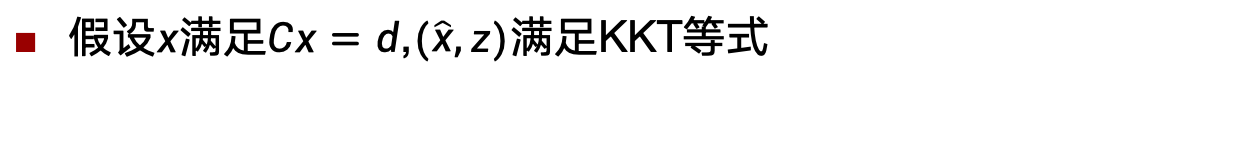 假设x满足Cx = d,(x̂, z)满足KKT等式